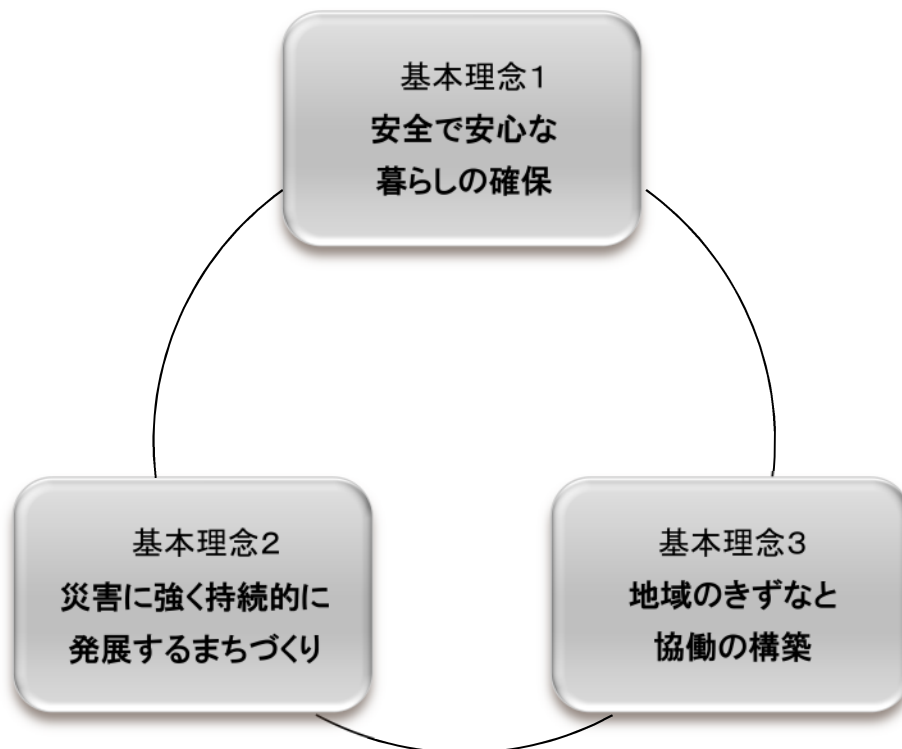 基本理念１
安全で安心な
暮らしの確保
基本理念２
災害に強く持続的に
発展するまちづくり
基本理念３
地域のきずなと
協働の構築